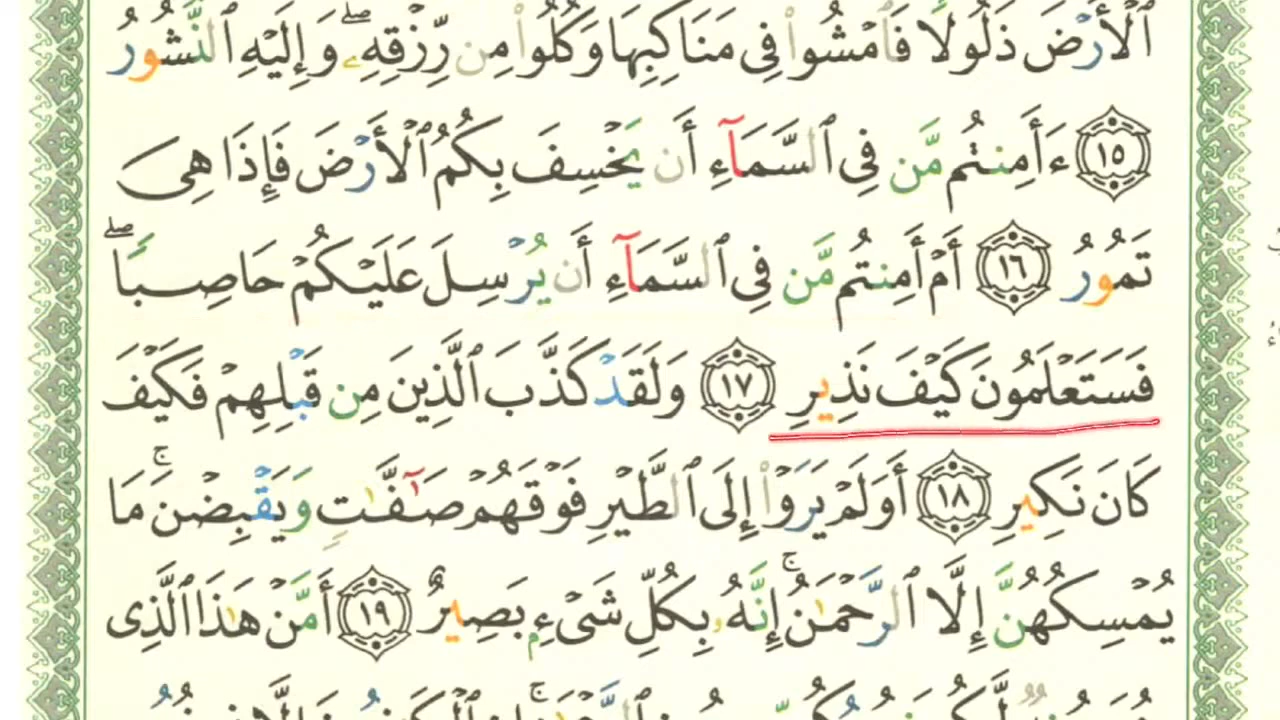 ٱلْأَرْضَ ذَلُولًا فَٱمْشُوا۟ فِى مَنَاكِبِهَا وَكُلُوا۟ مِن رِّزْقِهِۦ ۖ وَإِلَيْهِ ٱلنُّشُورُ
١٥ ءَأَمِنتُم مَّن فِى ٱلسَّمَآءِ أَن يَخْسِفَ بِكُمُ ٱلْأَرْضَ فَإِذَا هِىَ
تَمُورُ ١٦ أَمْ أَمِنتُم مَّن فِى ٱلسَّمَآءِ أَن يُرْسِلَ عَلَيْكُمْ حَاصِبًا ۖ
فَسَتَعْلَمُونَ كَيْفَ نَذِيرِ ١٧ وَلَقَدْ كَذَّبَ ٱلَّذِينَ مِن قَبْلِهِمْ فَكَيْفَ
كَانَ نَكِيرِ ١٨ أَوَلَمْ يَرَوْا۟ إِلَى ٱلطَّيْرِ فَوْقَهُمْ صَـٰٓفَّـٰتٍ وَيَقْبِضْنَ ۚ مَا
يُمْسِكُهُنَّ إِلَّا ٱلرَّحْمَـٰنُ ۚ إِنَّهُۥ بِكُلِّ شَىْءٍۭ بَصِيرٌ ١٩ أَمَّنْ هَـٰذَا ٱلَّذِى